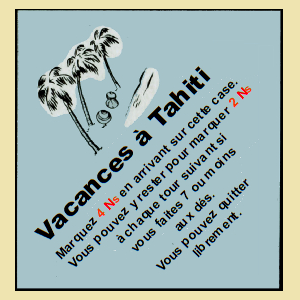 Vacances à Tahiti
Marquez 4 Ns en arrivant sur cette case.
Vous pouvez y rester pour marquer 2 Ns
à chaque tour suivant si
vous faites 7 ou moins
aux dés.
Vous pouvez quitter
librement.